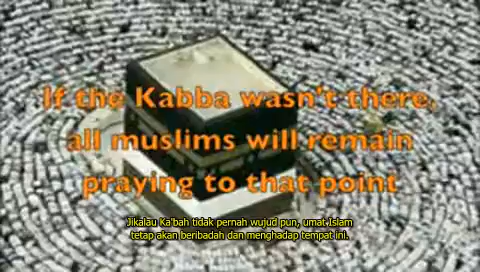 If the Kabba wasn't there,
all muslims will remain
praying to that point
Jikalau Ka'bah tidak pernah wujud pun, umat Islam
tetap akan beribadah dan menghadap tempat ini.